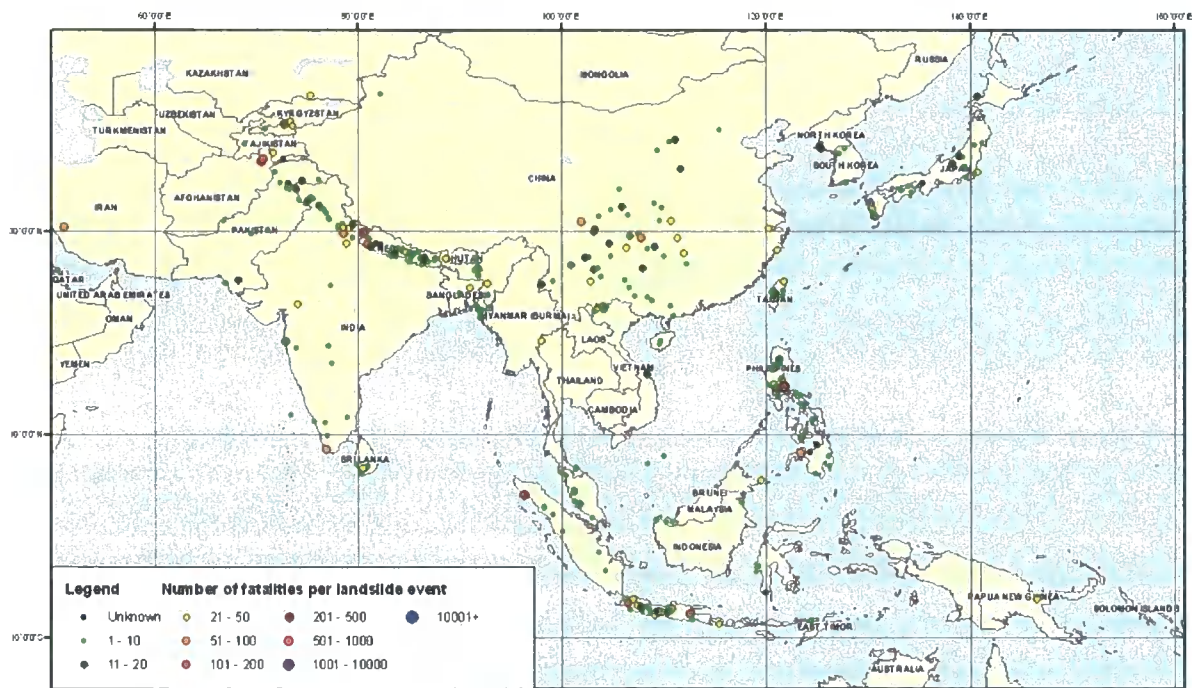 60°0'0"E 80°0'0"E 100°0'0"E 120°0'0"E 140°0'0"E 160°0'0"E
RUSSIA
KAZAKHSTAN MONGOLIA
UZBEKISTAN KYRGYZSTAN
TURKMENISTAN NORTH KOREA
TAJIKISTAN SOUTH KOREA
CHINA
AFGHANISTAN
IRAN
30°0'0"N PAKISTAN
BHUTAN
QATAR
UNITED ARAB EMIRATES BANGLADESH TAIWAN
OMAN MYANMAR (BURMA)
INDIA LAOS
YEMEN VIETNAM PHILIPPINES
THAILAND
CAMBODIA
10°0'0"N
SRI LANKA
BRUNEI
MALAYSIA
INDONESIA
Legend Number of fatalities per landslide event
PAPUA NEW GUINEA SOLOMON ISLANDS
Unknown 21 - 50 201 - 500 10001+
1 - 10 51 - 100 501 - 1000
EAST TIMOR
10°0'0"S
11 - 20 101 - 200 1001 - 10000
AUSTRALIA